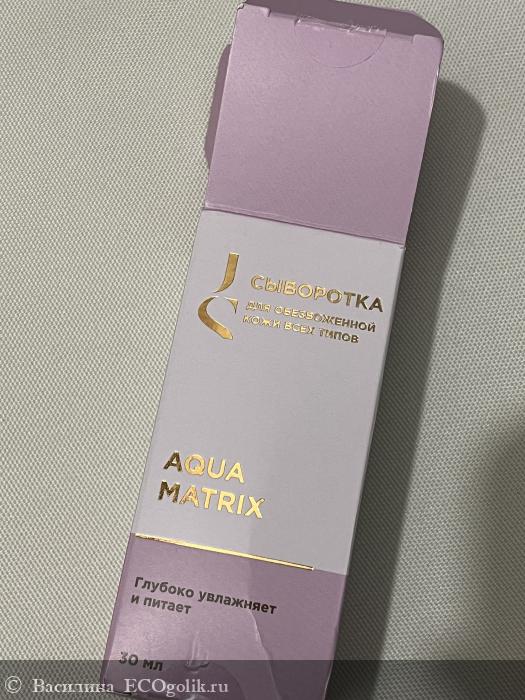 СЫВОРОТКА
ДЛЯ ОБЕЗВОЖЕННОЙ
КОЖИ ВСЕХ ТИПОВ
AQUA
MATRIX
Глубоко увлажняет
и питает
30 мл
© Василина_ECOgolik.ru